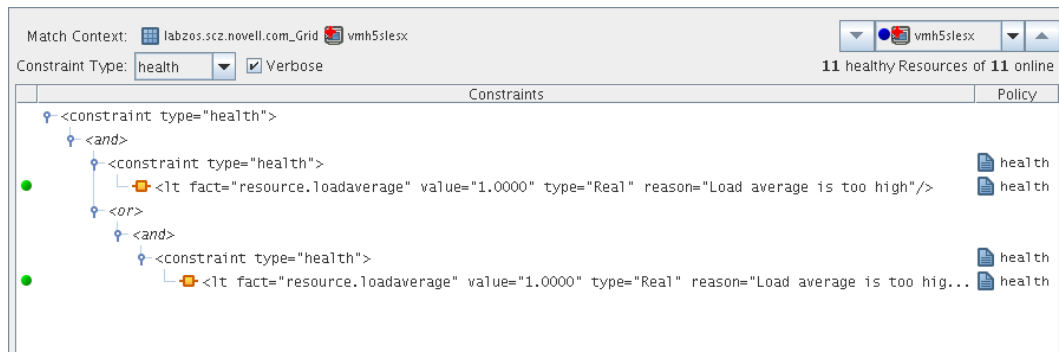 Match Context: labzos.scz.novell.com_Grid vmh5slesx vmh5slesx
Constraint Type: health Verbose 11 healthy Resources of 11 online
Constraints Policy
<constraint type="health">
<and>
<constraint type="health"> health
<lt fact="resource.loadaverage" value="1.0000" type="Real" reason="Load average is too high"/> health
<or>
<and>
<constraint type="health"> health
<lt fact="resource.loadaverage" value="1.0000" type="Real" reason="Load average is too hig... health